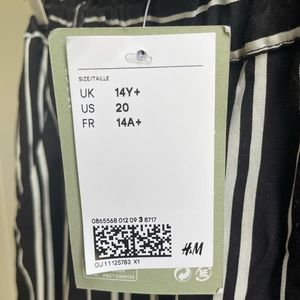 SIZE/TAILLE
UK 14Y+
US 20
FR 14A+
0865568 012 09 3 8717
H&M
OU 11125783 X1